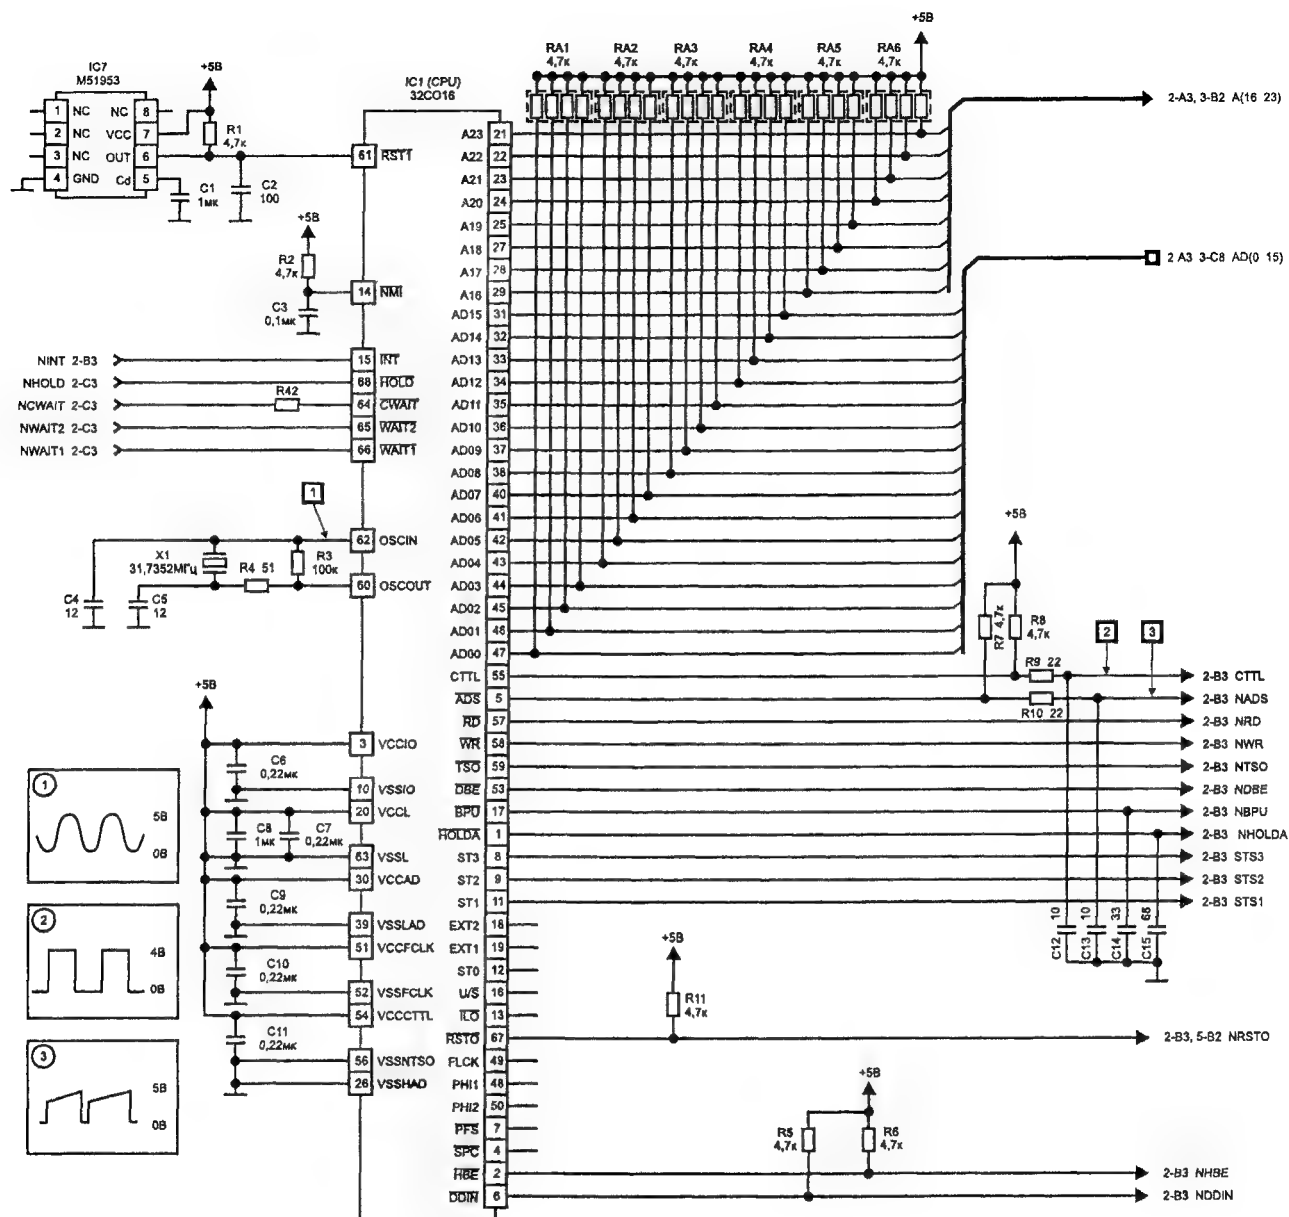 +5В
RA1 RA2 RA3 RA4 RA5 RA6
4,7к 4,7к 4,7к 4,7к 4,7к 4,7к
IC7
M51953
+5В
1 NC NC 8
2 NC VCC 7
3 NC OUT 6
4 GND Cd 5
R1
4,7к
C1
1мк
C2
100
IC1 (CPU)
32CO16
61 RST1
+5В
R2
4,7к
14 NMI
C3
0,1мк
NINT 2-B3 15 INT
NHOLD 2-C3 68 HOLD
NCWAIT 2-C3 R42 64 CWAIT
NWAIT2 2-C3 65 WAIT2
NWAIT1 2-C3 66 WAIT1
1
62 OSCIN
X1
31,7352МГц
R4 51
R3
100к
60 OSCOUT
C4
12
C5
12
+5В
3 VCCIO
C6
0,22мк
10 VSSIO
20 VCCL
C8
1мк
C7
0,22мк
63 VSSL
30 VCCAD
C9
0,22мк
39 VSSLAD
51 VCCFCLK
C10
0,22мк
52 VSSFCLK
54 VCCCTTL
C11
0,22мк
56 VSSNTSO
26 VSSHAD
1
5В
0В
2
4В
0В
3
5В
0В
A23 21
A22 22
A21 23
A20 24
A19 25
A18 27
A17 28
A16 29
AD15 31
AD14 32
AD13 33
AD12 34
AD11 35
AD10 36
AD09 37
AD08 38
AD07 40
AD06 41
AD05 42
AD04 43
AD03 44
AD02 45
AD01 46
AD00 47
CTTL 55
ADS 5
RD 57
WR 58
TSO 59
DBE 53
BPU 17
HOLDA 1
ST3 8
ST2 9
ST1 11
EXT2 18
EXT1 19
ST0 12
U/S 16
ILO 13
RSTO 67
FLCK 49
PHI1 48
PHI2 50
PFS 7
SPC 4
HBE 2
DDIN 6
2-A3, 3-B2 A(16 23)
2 A3 3-C8 AD(0 15)
+5В
R7 4,7к
R8
4,7к
2
3
R9 22
R10 22
2-B3 CTTL
2-B3 NADS
2-B3 NRD
2-B3 NWR
2-B3 NTSO
2-B3 NDBE
2-B3 NBPU
2-B3 NHOLDA
2-B3 STS3
2-B3 STS2
2-B3 STS1
C12 10
C13 10
C14 33
C15 68
+5В
R11
4,7к
2-B3, 5-B2 NRSTO
+5В
R5
4,7к
R6
4,7к
2-B3 NHBE
2-B3 NDDIN